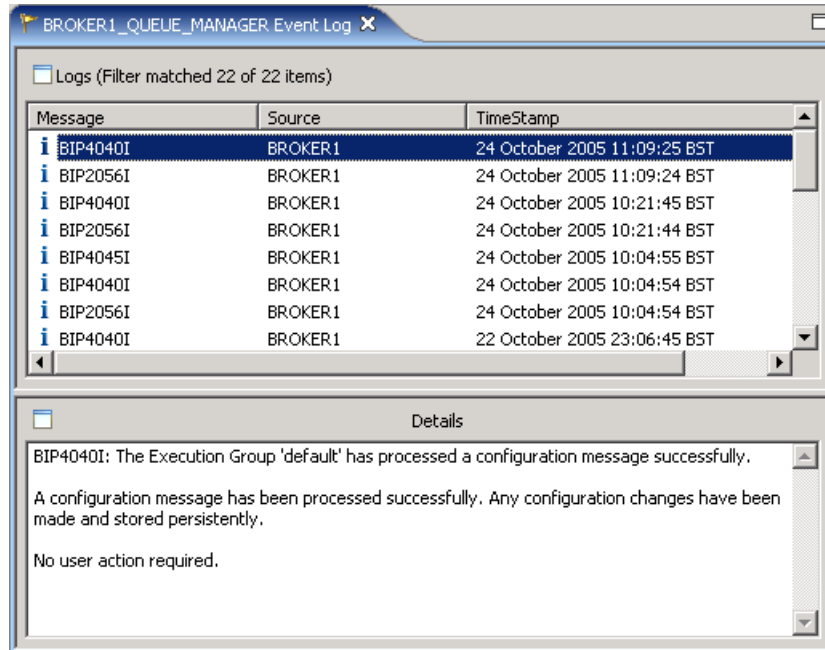 BROKER1_QUEUE_MANAGER Event Log
Logs (Filter matched 22 of 22 items)
Message Source TimeStamp
i BIP4040I BROKER1 24 October 2005 11:09:25 BST
i BIP2056I BROKER1 24 October 2005 11:09:24 BST
i BIP4040I BROKER1 24 October 2005 10:21:45 BST
i BIP2056I BROKER1 24 October 2005 10:21:44 BST
i BIP4045I BROKER1 24 October 2005 10:04:55 BST
i BIP4040I BROKER1 24 October 2005 10:04:54 BST
i BIP2056I BROKER1 24 October 2005 10:04:54 BST
i BIP4040I BROKER1 22 October 2005 23:06:45 BST
Details
BIP4040I: The Execution Group 'default' has processed a configuration message successfully.
A configuration message has been processed successfully. Any configuration changes have been
made and stored persistently.
No user action required.